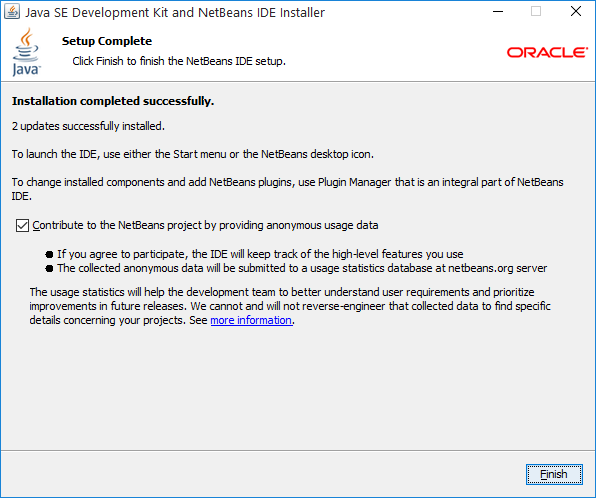 Java SE Development Kit and NetBeans IDE Installer
Java
Setup Complete
Click Finish to finish the NetBeans IDE setup.
ORACLE
Installation completed successfully.
2 updates successfully installed.
To launch the IDE, use either the Start menu or the NetBeans desktop icon.
To change installed components and add NetBeans plugins, use Plugin Manager that is an integral part of NetBeans
IDE.
Contribute to the NetBeans project by providing anonymous usage data
● If you agree to participate, the IDE will keep track of the high-level features you use
● The collected anonymous data will be submitted to a usage statistics database at netbeans.org server
The usage statistics will help the development team to better understand user requirements and prioritize
improvements in future releases. We cannot and will not reverse-engineer that collected data to find specific
details concerning your projects. See more information.
Finish